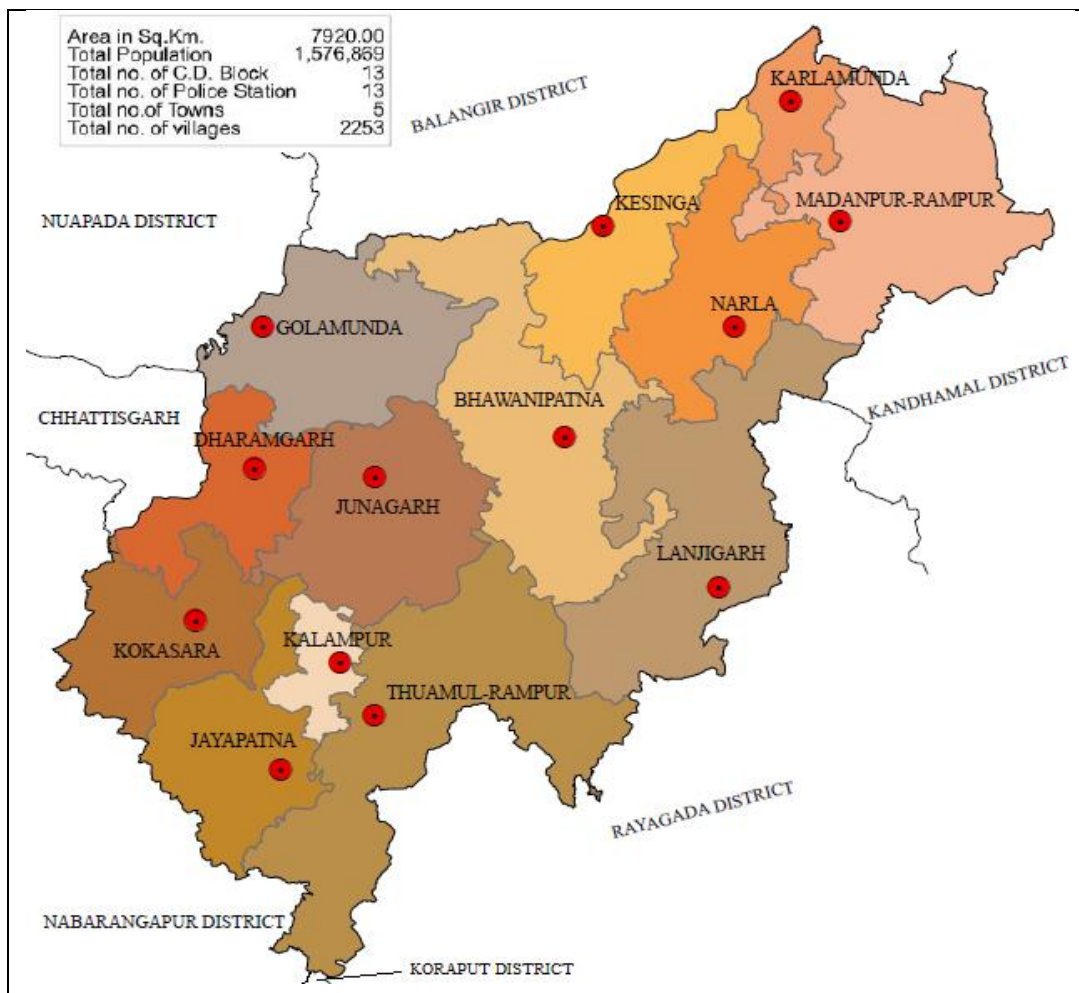 Area in Sq.Km. 7920.00
Total Population 1,576,869
Total no. of C.D. Block 13
Total no. of Police Station 13
Total no.of Towns 5
Total no. of villages 2253
BALANGIR DISTRICT
KARLAMUNDA
NUAPADA DISTRICT
KESINGA
MADANPUR-RAMPUR
GOLAMUNDA
NARLA
CHHATTISGARH
BHAWANIPATNA
KANDHAMAL DISTRICT
DHARAMGARH
JUNAGARH
LANJIGARH
KOKASARA
KALAMPUR
THUAMUL-RAMPUR
JAYAPATNA
RAYAGADA DISTRICT
NABARANGAPUR DISTRICT
KORAPUT DISTRICT